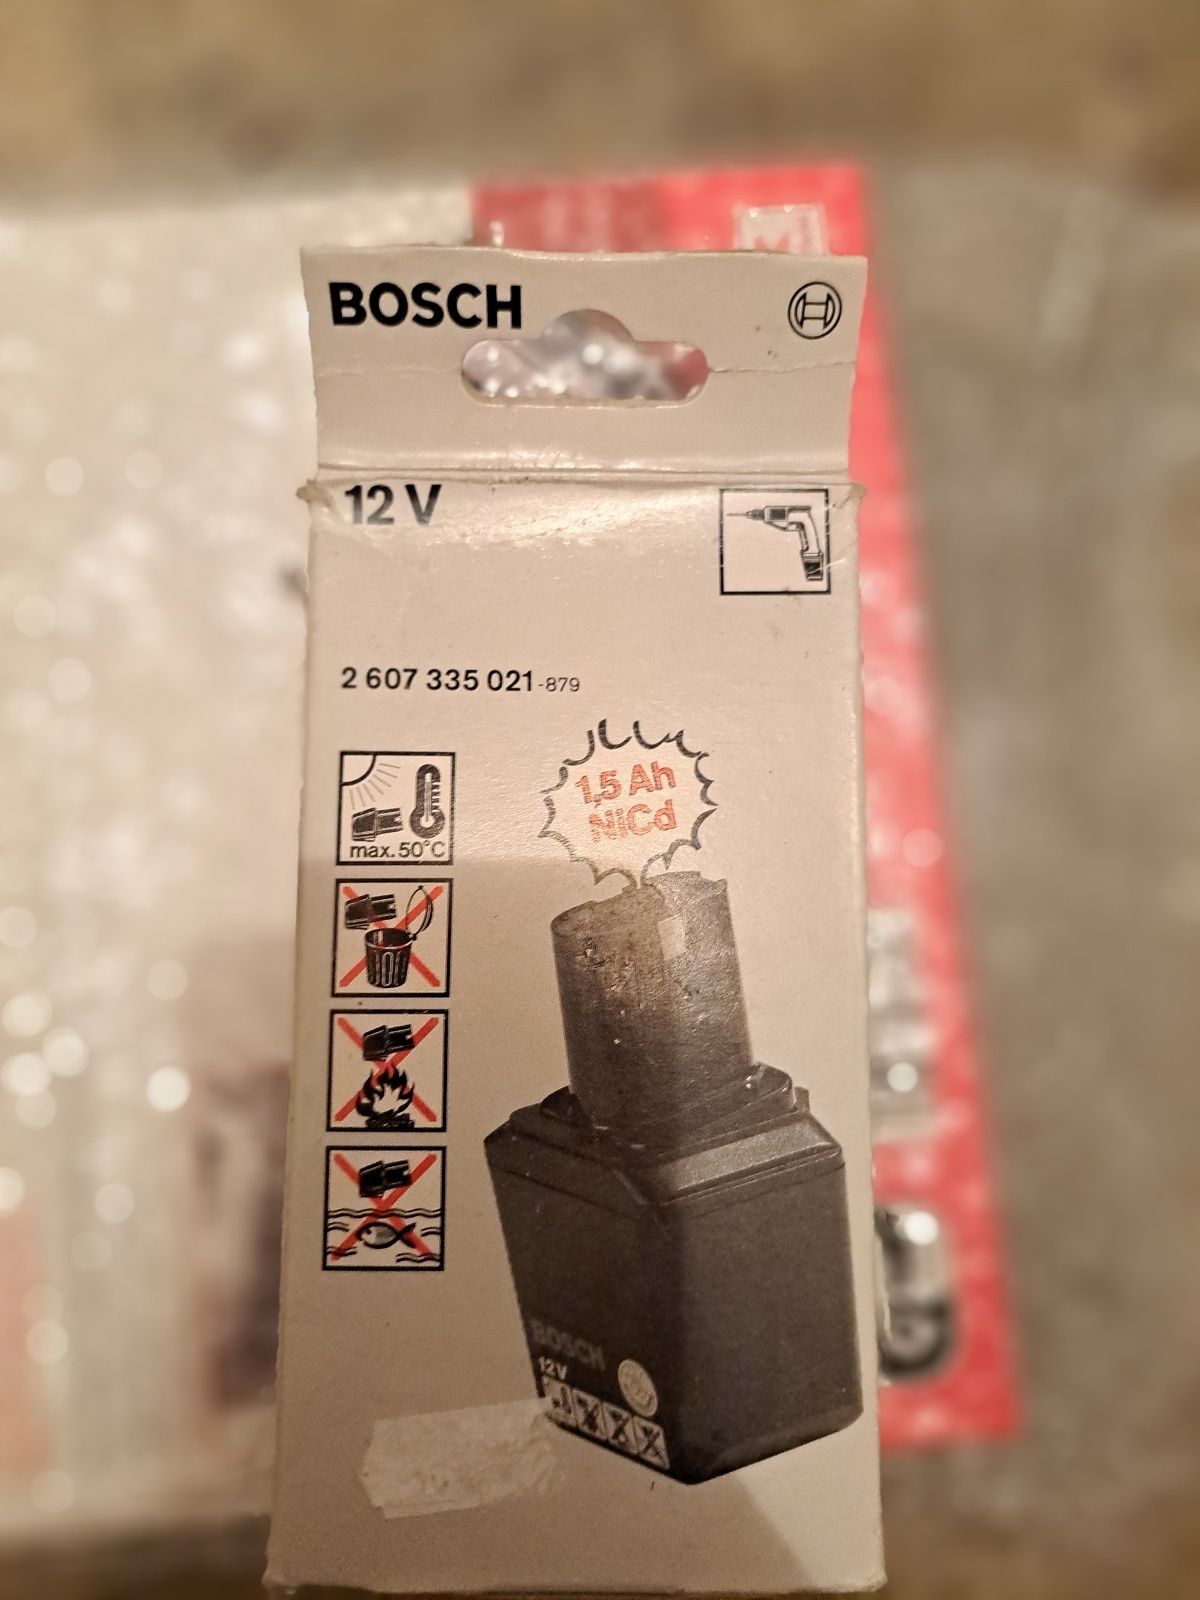 M
BOSCH
12 V
2 607 335 021 -879
1,5 Ah
NiCd
max. 50°C
BOSCH
12V